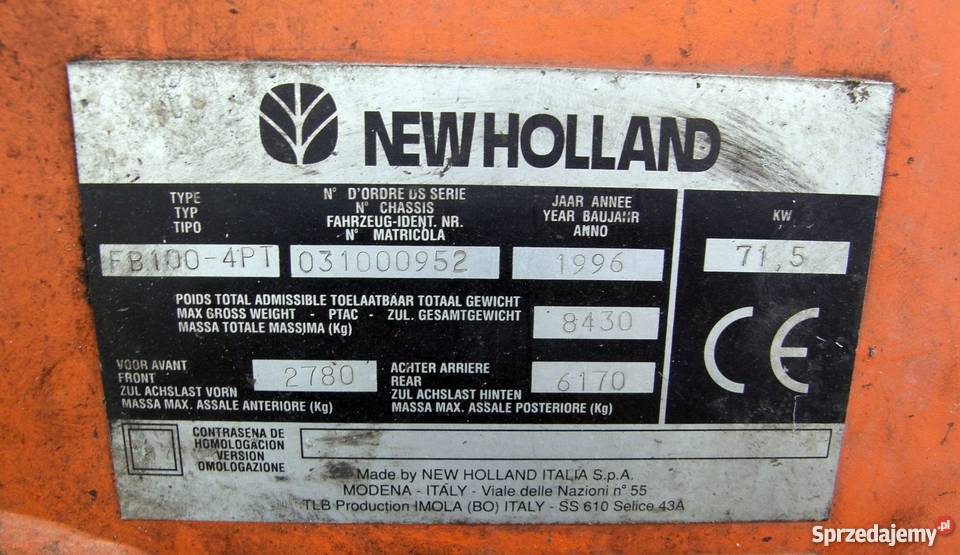 NEW HOLLAND
TYPE
TYP
TIPO
FB100-4PT
N° D'ORDRE DS SERIE
N° CHASSIS
FAHRZEUG-IDENT. NR.
N° MATRICOLA
031000952
JAAR ANNEE
YEAR BAUJAHR
ANNO
1996
KW
71,5
POIDS TOTAL ADMISSIBLE TOELAATBAAR TOTAAL GEWICHT
MAX GROSS WEIGHT - PTAC - ZUL. GESAMTGEWICHT
MASSA TOTALE MASSIMA (Kg)
8430
CE
VOOR AVANT
FRONT
ZUL ACHSLAST VORN
MASSA MAX. ASSALE ANTERIORE (Kg)
2780
ACHTER ARRIERE
REAR
ZUL ACHSLAST HINTEN
MASSA MAX. ASSALE POSTERIORE (Kg)
6170
CONTRASENA DE
HOMOLOGACION
VERSION
OMOLOGAZIONE
Made by NEW HOLLAND ITALIA S.p.A.
MODENA - ITALY - Viale delle Nazioni n° 55
TLB Production IMOLA (BO) ITALY - SS 610 Selice 43A
Sprzedajemy.pl